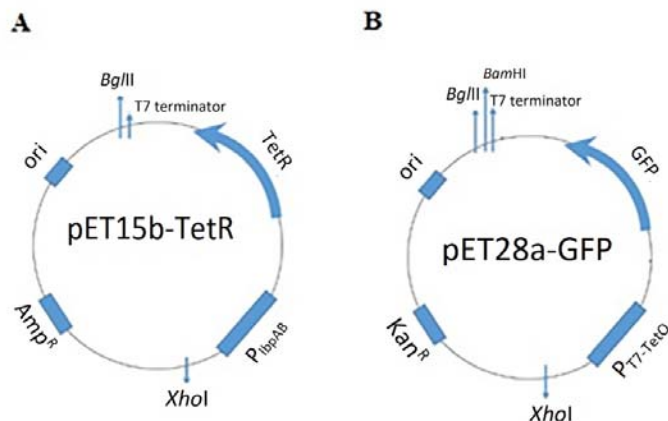 A
BglII
T7 terminator
TetR
ori
pET15b-TetR
AmpR
PIbpAB
XhoI
B
BamHI
BglII
T7 terminator
GFP
ori
pET28a-GFP
KanR
PT7-TetO
XhoI